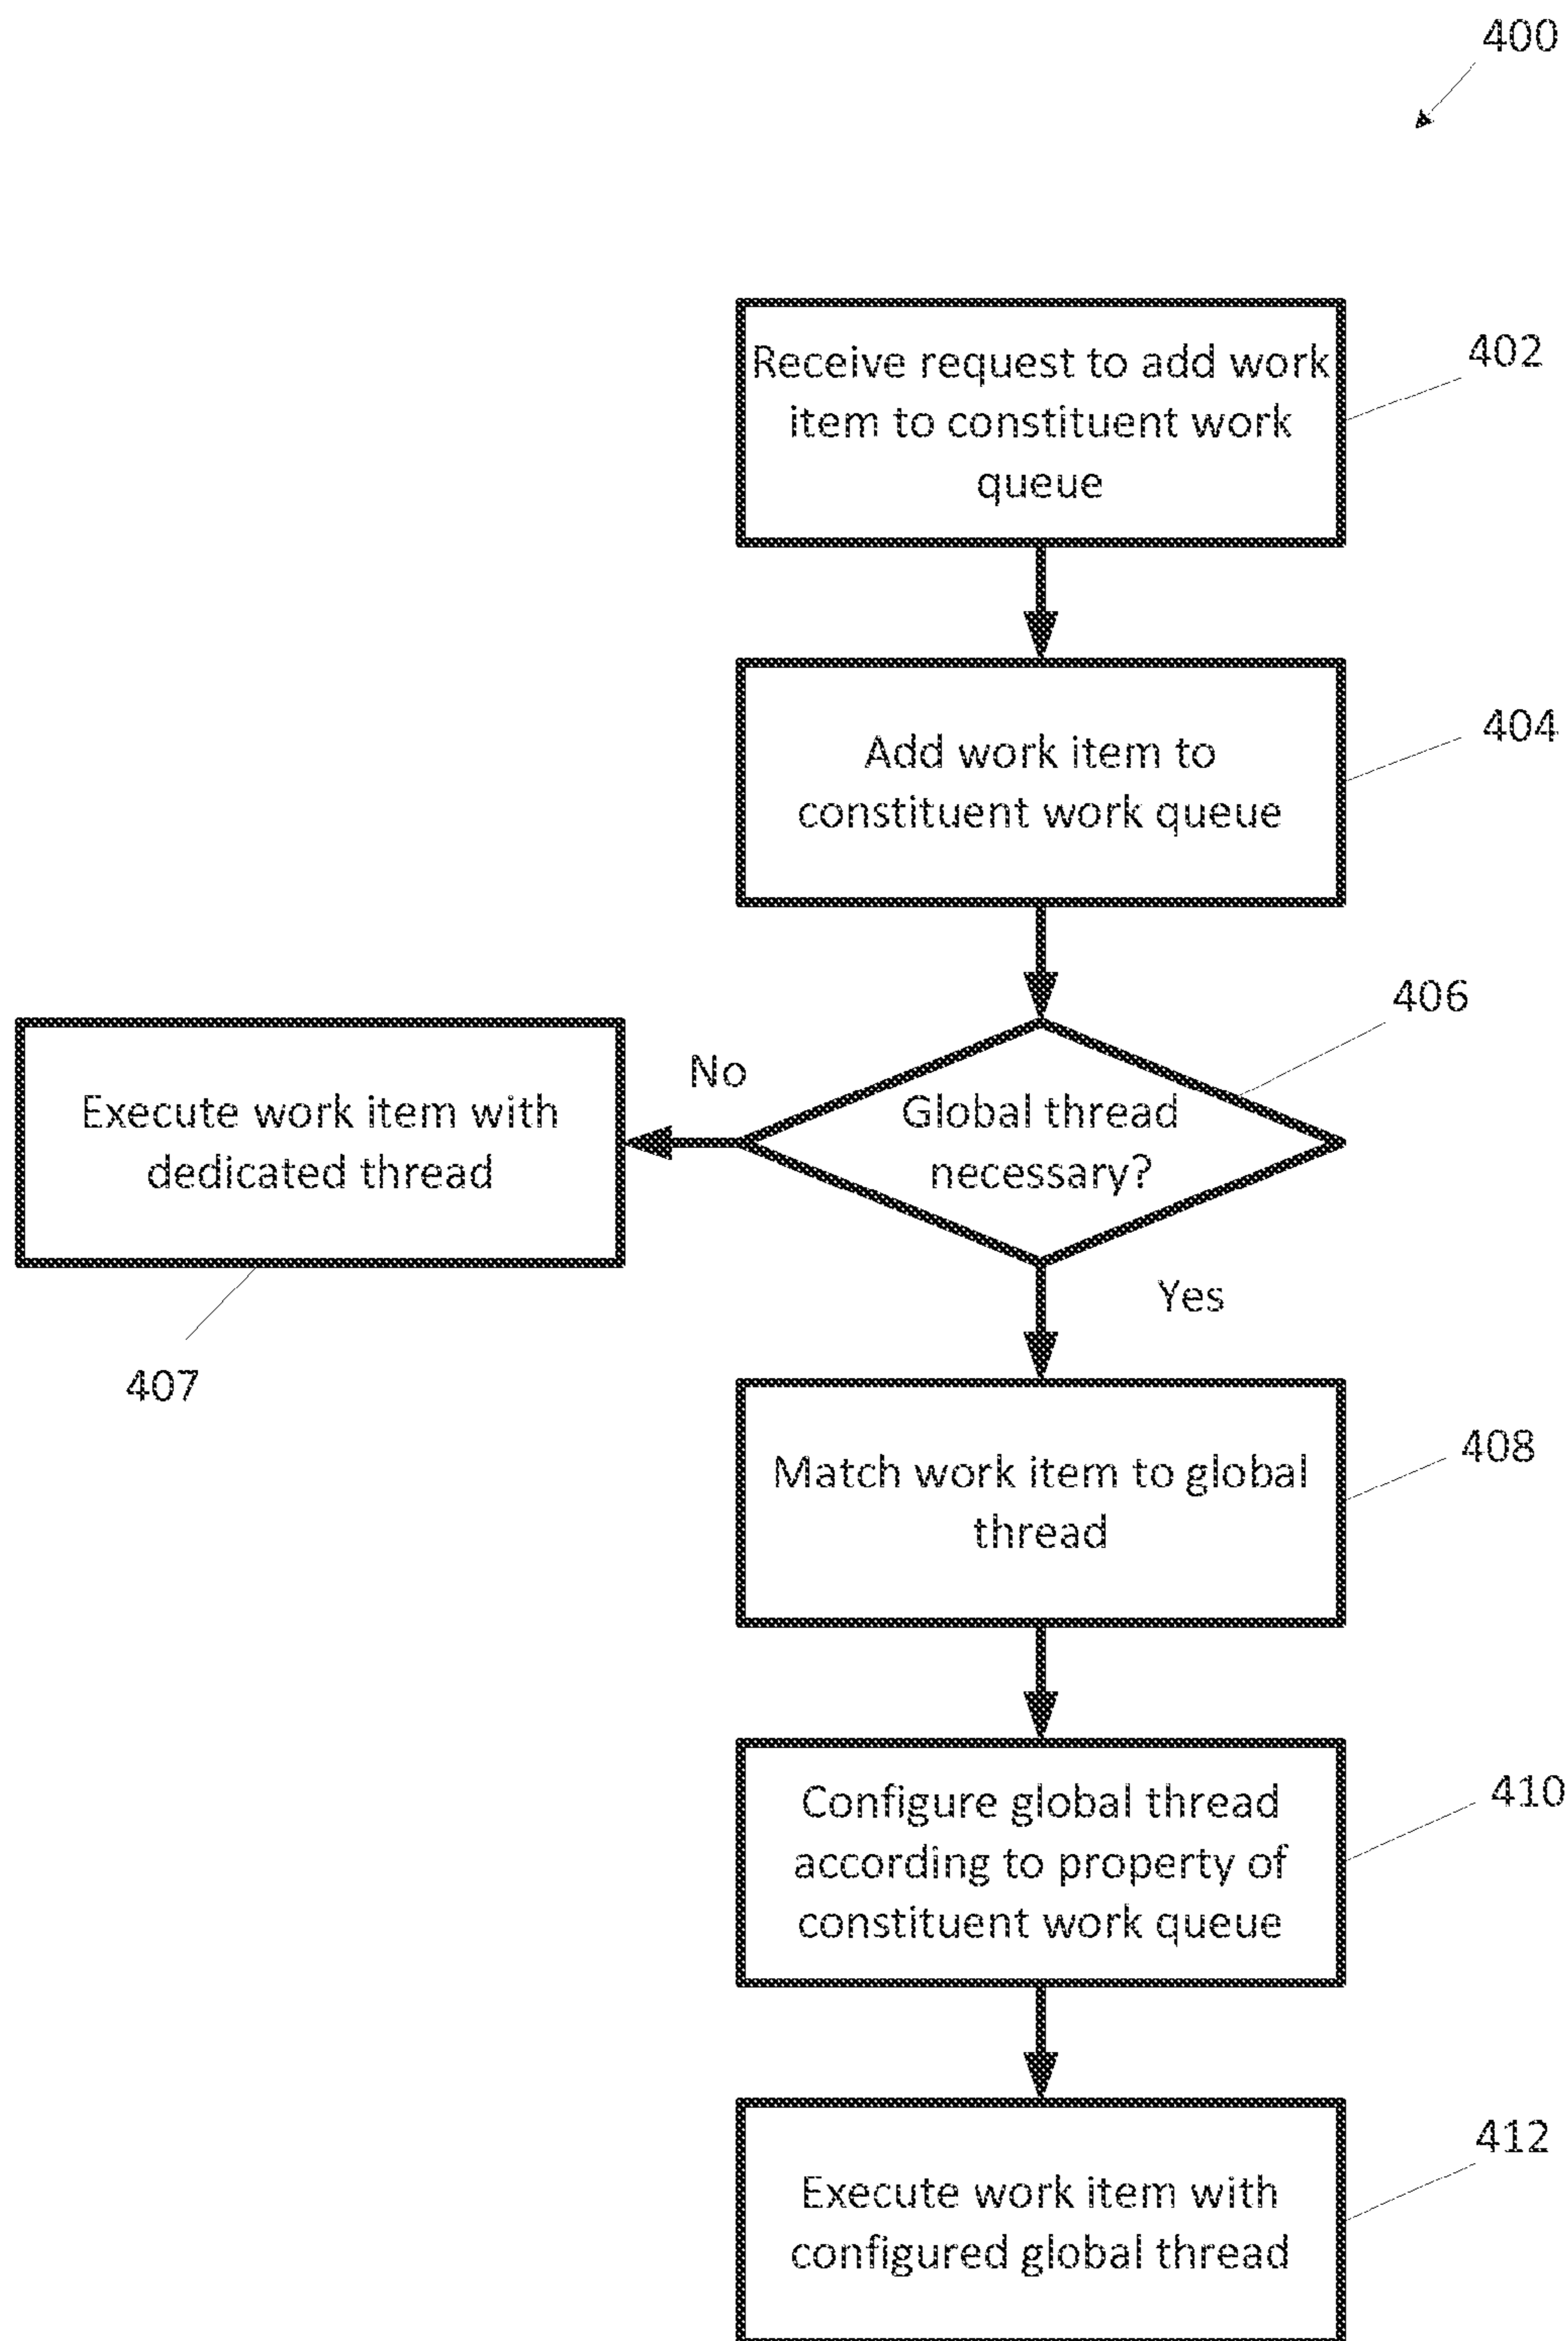 400
Receive request to add work
item to constituent work
queue
402
Add work item to
constituent work queue
404
406
Global thread
necessary?
No
Execute work item with
dedicated thread
407
Yes
Match work item to global
thread
408
Configure global thread
according to property of
constituent work queue
410
Execute work item with
configured global thread
412